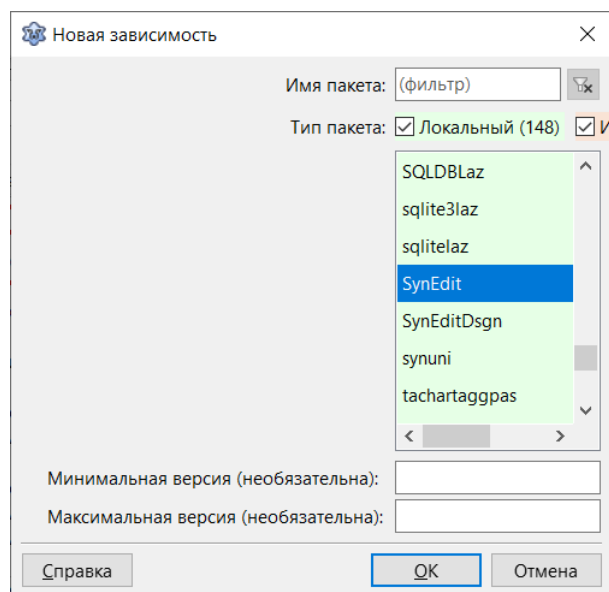 Новая зависимость
Имя пакета: (фильтр)
Тип пакета: Локальный (148) И
SQLDBLaz
sqlite3laz
sqlitelaz
SynEdit
SynEditDsgn
synuni
tachartaggpas
Минимальная версия (необязательна):
Максимальная версия (необязательна):
Справка OK Отмена